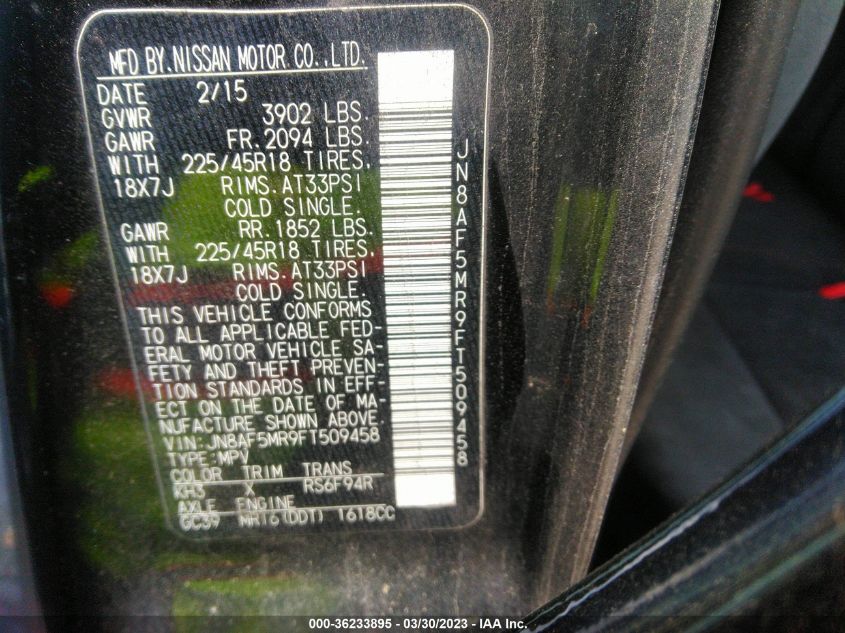 MFD BY.NISSAN MOTOR CO.,LTD.
DATE 2/15
GVWR 3902 LBS.
GAWR FR.2094 LBS.
WITH 225/45R18 TIRES,
18X7J RIMS.AT33PSI
COLD SINGLE.
GAWR RR.1852 LBS.
WITH 225/45R18 TIRES,
18X7J RIMS.AT33PSI
COLD SINGLE.
THIS VEHICLE CONFORMS
TO ALL APPLICABLE FED-
ERAL MOTOR VEHICLE SA-
FETY AND THEFT PREVEN-
TION STANDARDS IN EFF-
ECT ON THE DATE OF MA-
NUFACTURE SHOWN ABOVE.
VIN:JN8AF5MR9FT509458
TYPE:MPV
COLOR TRIM TRANS
KH3 X RS6F94R
AXLE ENGINE
GC39 MR16(DDT) 1618CC
JN8AF5MR9FT509458
000-36233895 - 03/30/2023 - IAA Inc.